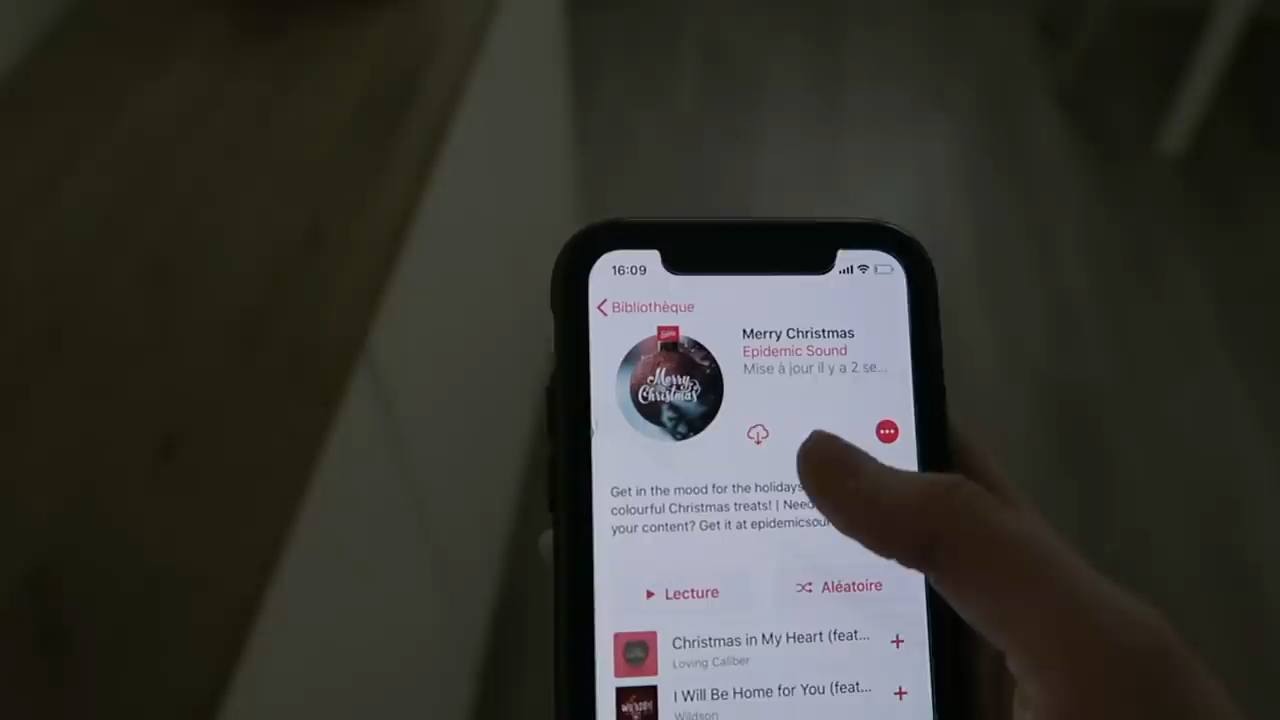 16:09
Bibliothèque
Merry Christmas
Epidemic Sound
Mise à jour il y a 2 se...
Merry
Christmas
Get in the mood for the holidays
colourful Christmas treats! | Need
your content? Get it at epidemicsou
Lecture
Aléatoire
Christmas in My Heart (feat...
Loving Caliber
I Will Be Home for You (feat...
Wildson